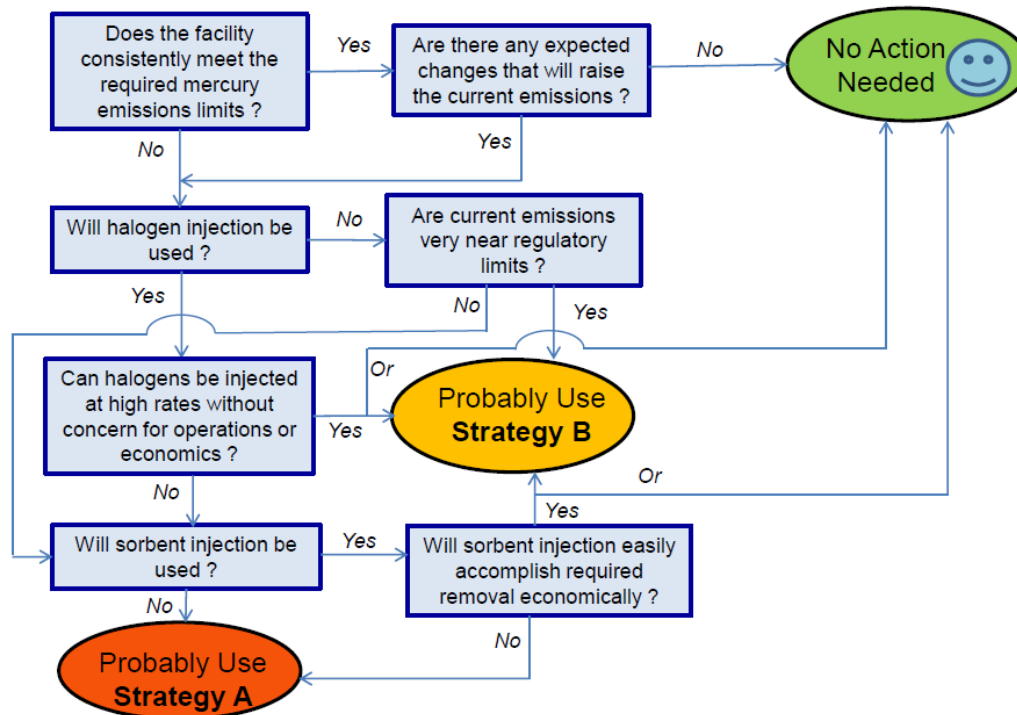 Does the facility
consistently meet the
required mercury
emissions limits ?
Yes
Are there any expected
changes that will raise
the current emissions ?
No
No Action
Needed
No
Yes
Will halogen injection be
used ?
No
Are current emissions
very near regulatory
limits ?
Yes
No
Yes
Can halogens be injected
at high rates without
concern for operations or
economics ?
Or
Yes
Probably Use
Strategy B
No
Or
Yes
Will sorbent injection be
used ?
Yes
Will sorbent injection easily
accomplish required
removal economically ?
No
No
Probably Use
Strategy A